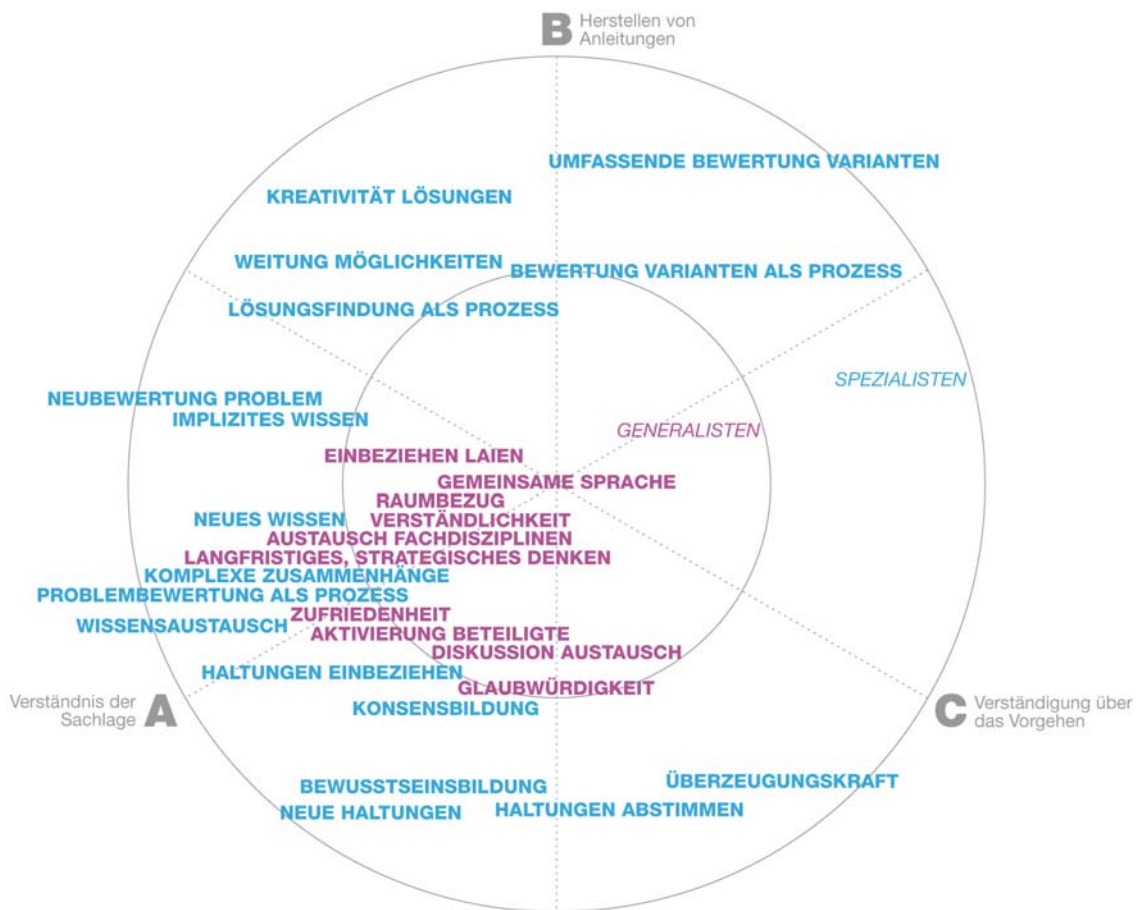 B Herstellen von
Anleitungen
UMFASSENDE BEWERTUNG VARIANTEN
KREATIVITÄT LÖSUNGEN
WEITUNG MÖGLICHKEITEN
BEWERTUNG VARIANTEN ALS PROZESS
LÖSUNGSFINDUNG ALS PROZESS
SPEZIALISTEN
NEUBEWERTUNG PROBLEM
IMPLIZITES WISSEN
GENERALISTEN
EINBEZIEHEN LAIEN
GEMEINSAME SPRACHE
RAUMBEZUG
NEUES WISSEN
VERSTÄNDLICHKEIT
AUSTAUSCH FACHDISZIPLINEN
LANGFRISTIGES, STRATEGISCHES DENKEN
KOMPLEXE ZUSAMMENHÄNGE
PROBLEMBEWERTUNG ALS PROZESS
ZUFRIEDENHEIT
WISSENSAUSTAUSCH
AKTIVIERUNG BETEILIGTE
DISKUSSION AUSTAUSCH
HALTUNGEN EINBEZIEHEN
GLAUBWÜRDIGKEIT
Verständnis der
Sachlage A
C Verständigung über
das Vorgehen
KONSENSBILDUNG
ÜBERZEUGUNGSKRAFT
BEWUSSTSEINSBILDUNG
HALTUNGEN ABSTIMMEN
NEUE HALTUNGEN